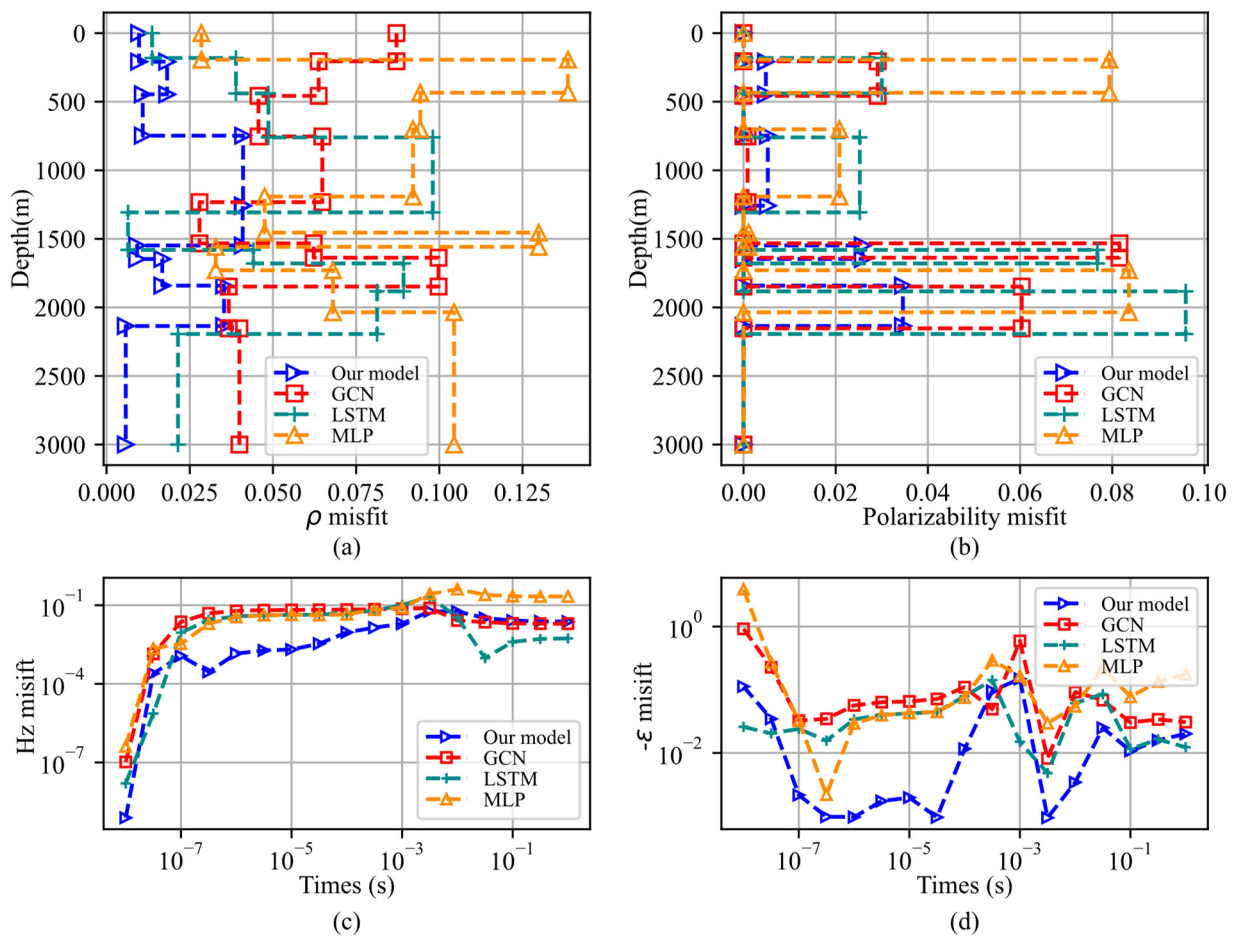 0
500
1000
1500
2000
2500
3000
Depth(m)
Our model
GCN
LSTM
MLP
0.000 0.025 0.050 0.075 0.100 0.125
ρ misfit
(a)
0
500
1000
1500
2000
2500
3000
Depth(m)
Our model
GCN
LSTM
MLP
0.00 0.02 0.04 0.06 0.08 0.10
Polarizability misfit
(b)
10⁻¹
10⁻⁴
10⁻⁷
Hz misift
Our model
GCN
LSTM
MLP
10⁻⁷ 10⁻⁵ 10⁻³ 10⁻¹
Times (s)
(c)
10⁰
10⁻²
-ε misift
Our model
GCN
LSTM
MLP
10⁻⁷ 10⁻⁵ 10⁻³ 10⁻¹
Times (s)
(d)